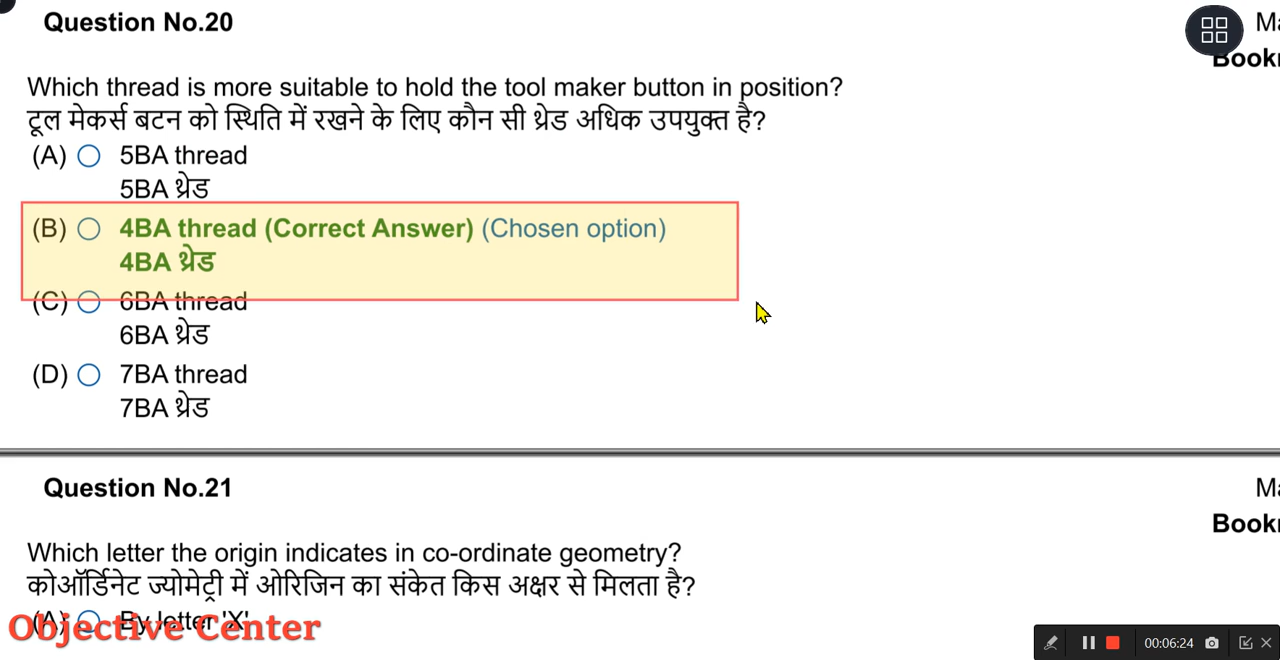 Question No.20
Ma
Book
Which thread is more suitable to hold the tool maker button in position?
टूल मेकर्स बटन को स्थिति में रखने के लिए कौन सी थ्रेड अधिक उपयुक्त है?
(A) 5BA thread
5BA थ्रेड
(B) 4BA thread (Correct Answer) (Chosen option)
4BA थ्रेड
(C) 6BA thread
6BA थ्रेड
(D) 7BA thread
7BA थ्रेड
Question No.21
Ma
Book
Which letter the origin indicates in co-ordinate geometry?
कोऑर्डिनेट ज्योमेट्री में ओरिजिन का संकेत किस अक्षर से मिलता है?
(A) By letter 'X'
Objective Center
00:06:24